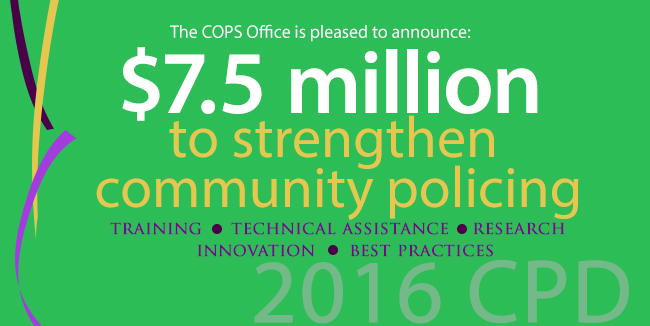 The COPS Office is pleased to announce:
$7.5 million
to strengthen
community policing
TRAINING ● TECHNICAL ASSISTANCE ● RESEARCH
INNOVATION ● BEST PRACTICES
2016 CPD